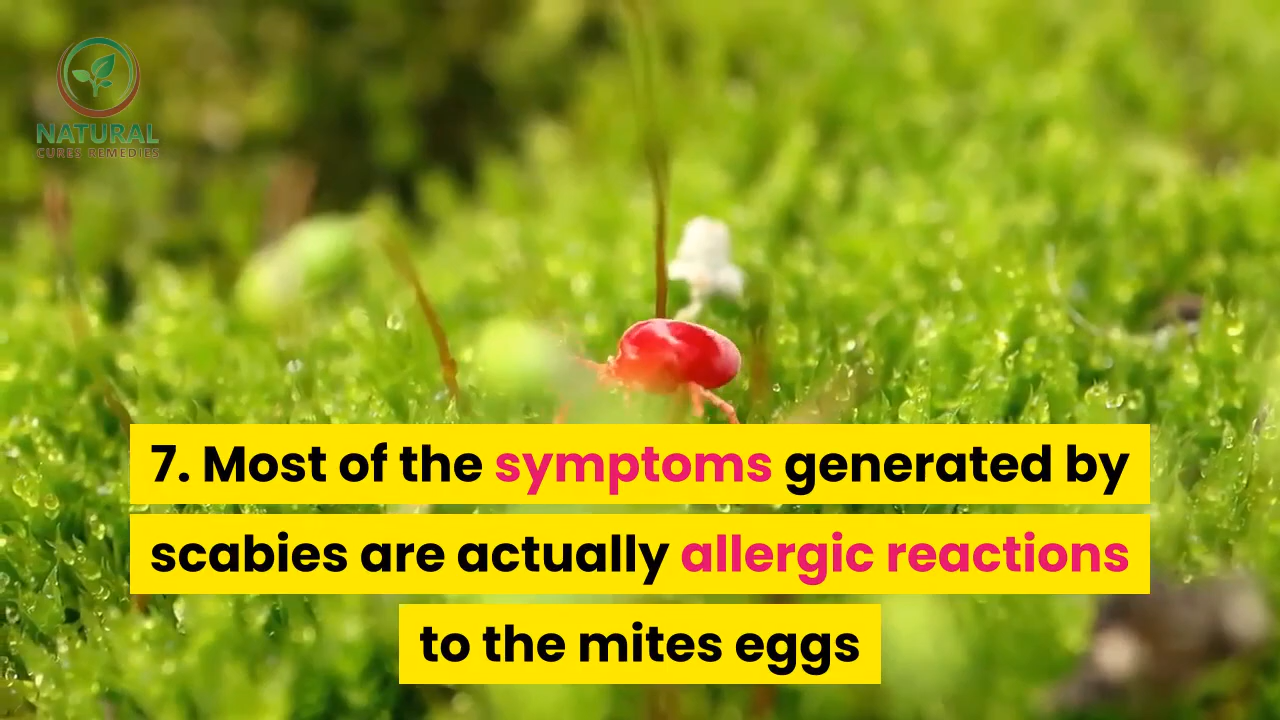 NATURAL
CURES REMEDIES
7. Most of the symptoms generated by
scabies are actually allergic reactions
to the mites eggs